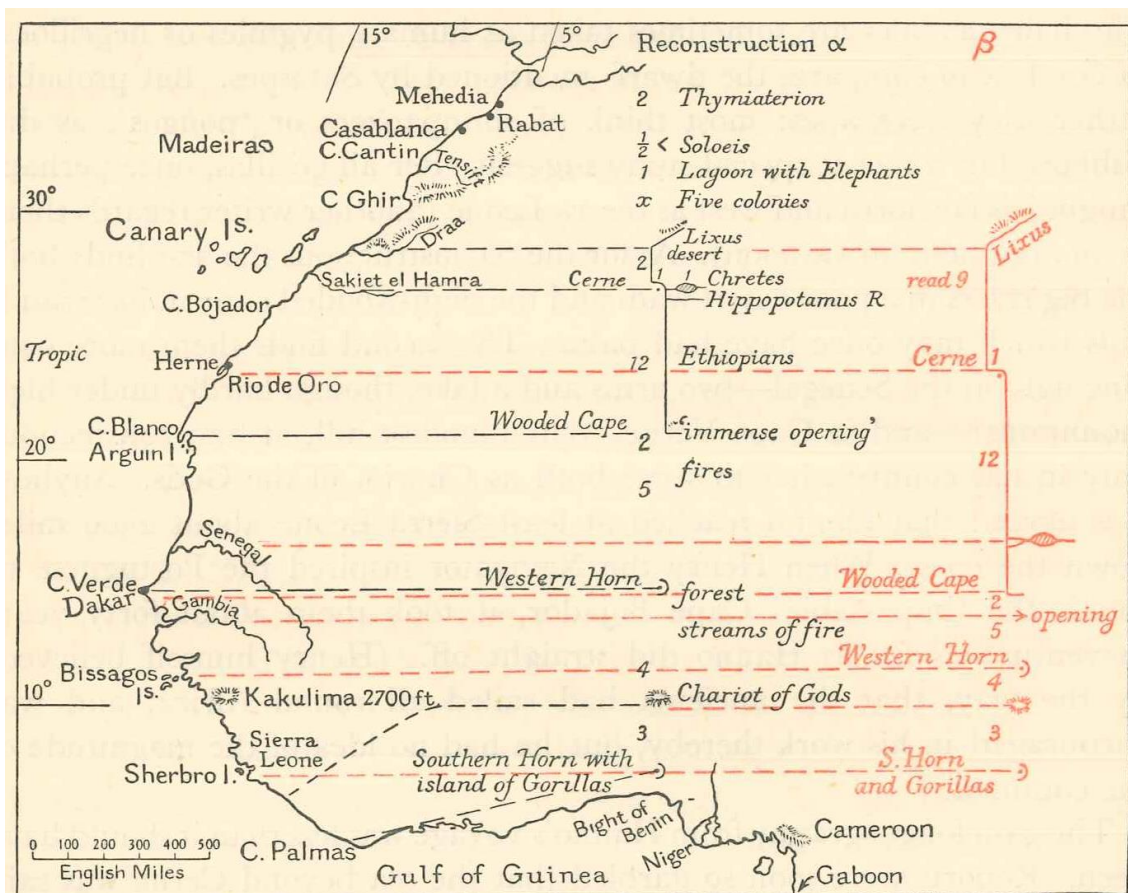 15°
5°
Reconstruction α
β
Mehedia
2 Thymiaterion
Rabat
Casablanca
Madeira
C. Cantin
½ < Soloeis
Tensift
1 Lagoon with Elephants
30°
C Ghir
x Five colonies
Canary Is.
Draa
Lixus
Lixus
desert
2
Sakiet el Hamra
Cerne
1 1 Chretes
read 9
Hippopotamus R
C. Bojador
Tropic
Herne
12 Ethiopians
Cerne 1
Rio de Oro
C. Blanco
Wooded Cape
'immense opening'
Arguin I
2
20°
12
5 fires
Senegal
C. Verde
Western Horn
forest
Wooded Cape
Dakar
Gambia
2
streams of fire
5 → opening
Western Horn
Bissagos
Is.
4
4
10°
Kakulima 2700 ft.
Chariot of Gods
3
3
Sierra
Leone
Sherbro I.
Southern Horn with
island of Gorillas
S. Horn
and Gorillas
Bight of
Benin
Cameroon
C. Palmas
Niger
0 100 200 300 400 500
English Miles
Gulf of Guinea
Gaboon